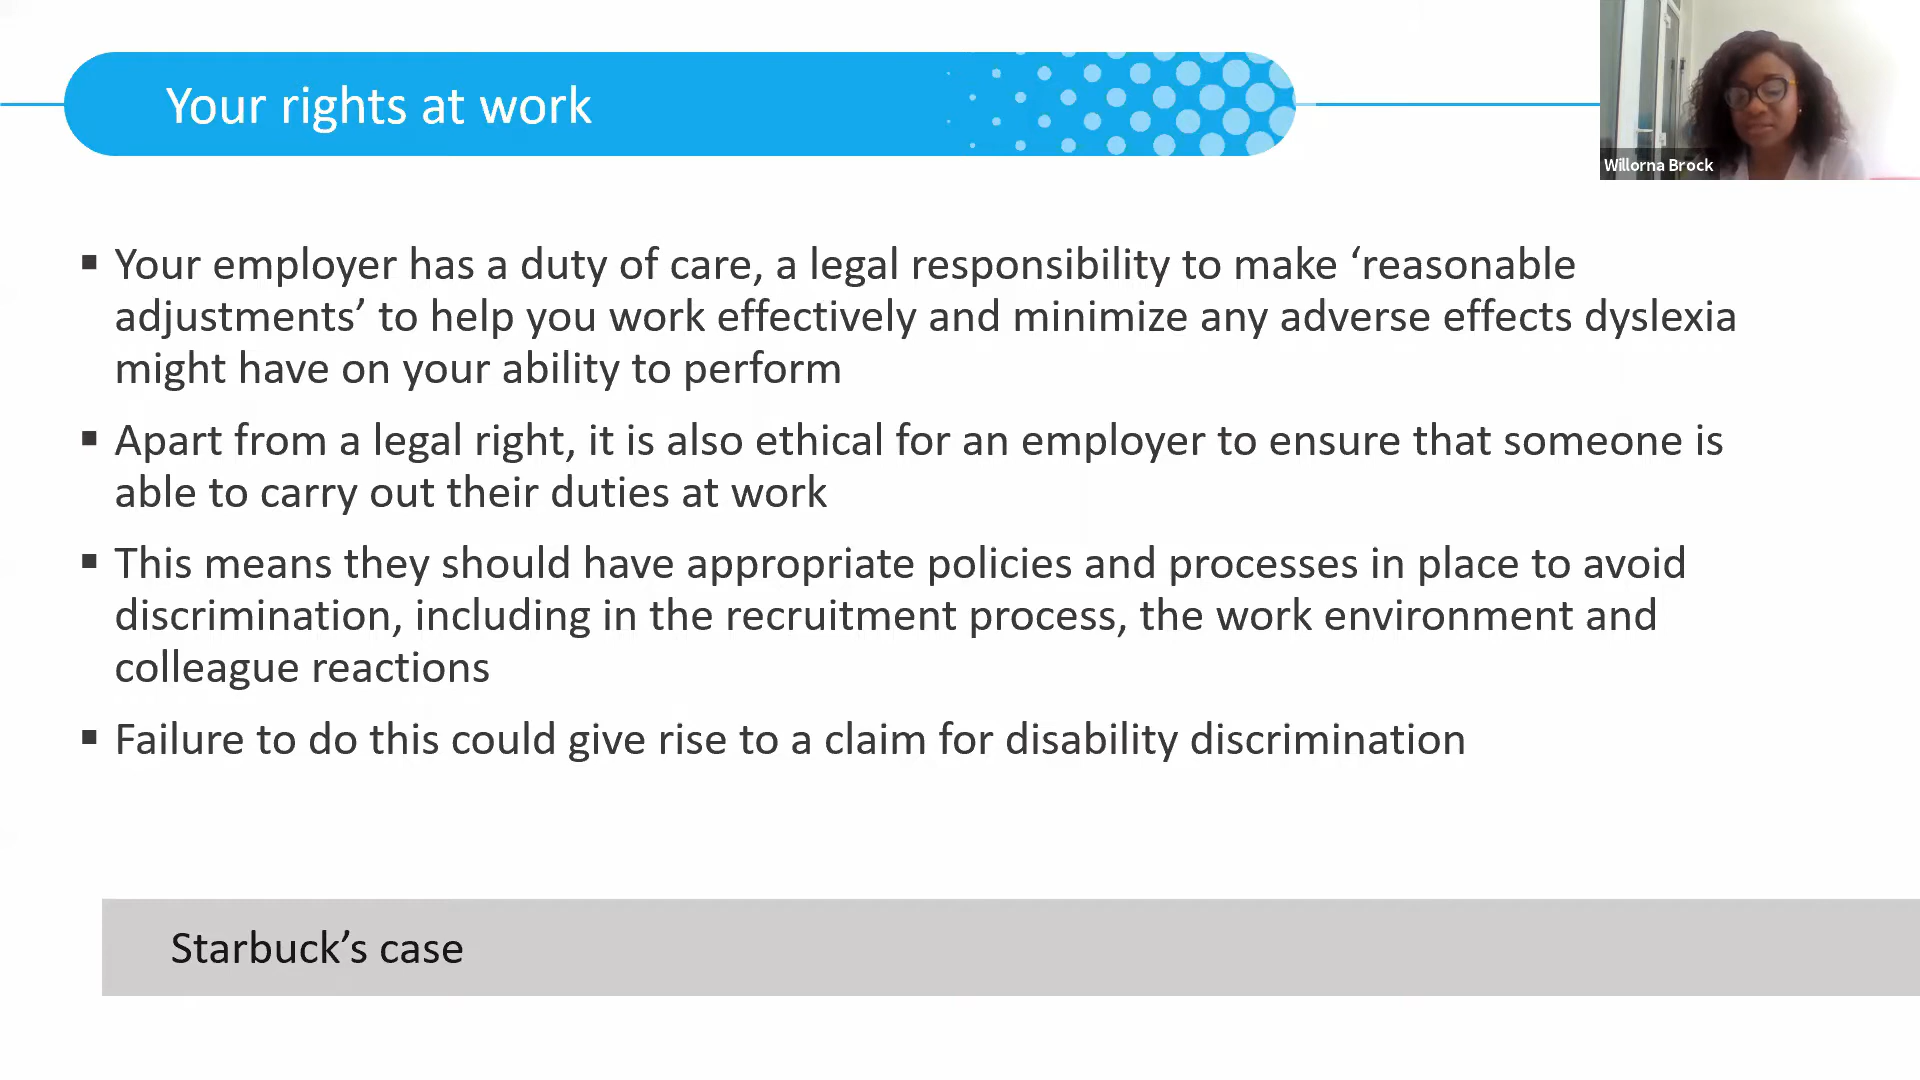 Your rights at work
Willorna Brock
▪ Your employer has a duty of care, a legal responsibility to make ‘reasonable
adjustments’ to help you work effectively and minimize any adverse effects dyslexia
might have on your ability to perform
▪ Apart from a legal right, it is also ethical for an employer to ensure that someone is
able to carry out their duties at work
▪ This means they should have appropriate policies and processes in place to avoid
discrimination, including in the recruitment process, the work environment and
colleague reactions
▪ Failure to do this could give rise to a claim for disability discrimination
Starbuck’s case